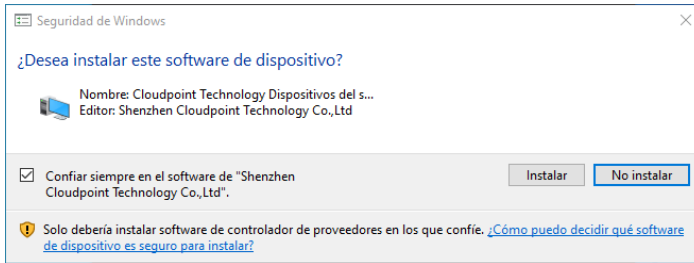 Seguridad de Windows
¿Desea instalar este software de dispositivo?
Nombre: Cloudpoint Technology Dispositivos del s...
Editor: Shenzhen Cloudpoint Technology Co.,Ltd
Confiar siempre en el software de "Shenzhen
Cloudpoint Technology Co.,Ltd".
Instalar
No instalar
Solo debería instalar software de controlador de proveedores en los que confíe. ¿Cómo puedo decidir qué software
de dispositivo es seguro para instalar?